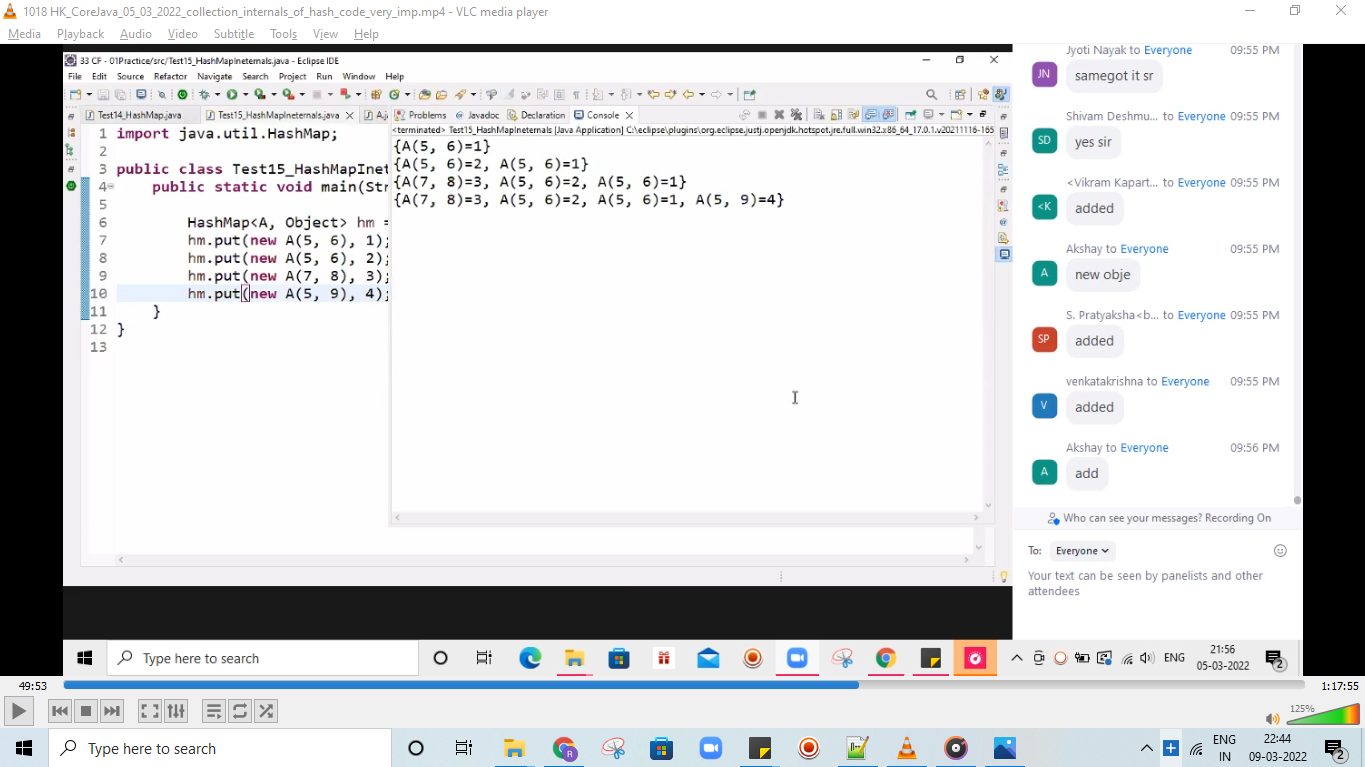 1018 HK_CoreJava_05_03_2022_collection_internals_of_hash_code_very_imp.mp4 - VLC media player
Media Playback Audio Video Subtitle Tools View Help
33 CF - 01Practice/src/Test15_HashMapIneternals.java - Eclipse IDE
File Edit Source Refactor Navigate Search Project Run Window Help
Test14_HashMap.java Test15_HashMapIneternals.java Problems Javadoc Declaration Console
<terminated> Test15_HashMapIneternals [Java Application] C:\eclipse\plugins\org.eclipse.justj.openjdk.hotspot.jre.full.win32.x86_64_17.0.1.v20211116-165
1 import java.util.HashMap;
2
3 public class Test15_HashMapInet
4 public static void main(Str
5
6 HashMap<A, Object> hm =
7 hm.put(new A(5, 6), 1);
8 hm.put(new A(5, 6), 2);
9 hm.put(new A(7, 8), 3);
10 hm.put(new A(5, 9), 4);
11 }
12 }
13
{A(5, 6)=1}
{A(5, 6)=2, A(5, 6)=1}
{A(7, 8)=3, A(5, 6)=2, A(5, 6)=1}
{A(7, 8)=3, A(5, 6)=2, A(5, 6)=1, A(5, 9)=4}
Jyoti Nayak to Everyone 09:55 PM
JN samegot it sr
Shivam Deshmu... to Everyone 09:55 PM
SD yes sir
<Vikram Kapart... to Everyone 09:55 PM
<K added
Akshay to Everyone 09:55 PM
A new obje
S. Pratyaksha<b... to Everyone 09:55 PM
SP added
venkatakrishna to Everyone 09:55 PM
V added
Akshay to Everyone 09:56 PM
A add
Who can see your messages? Recording On
To: Everyone
Your text can be seen by panelists and other
attendees
Type here to search
ENG
21:56
05-03-2022
2
49:53
1:17:55
125%
Type here to search
R
ENG
IN
22:44
09-03-2022
2